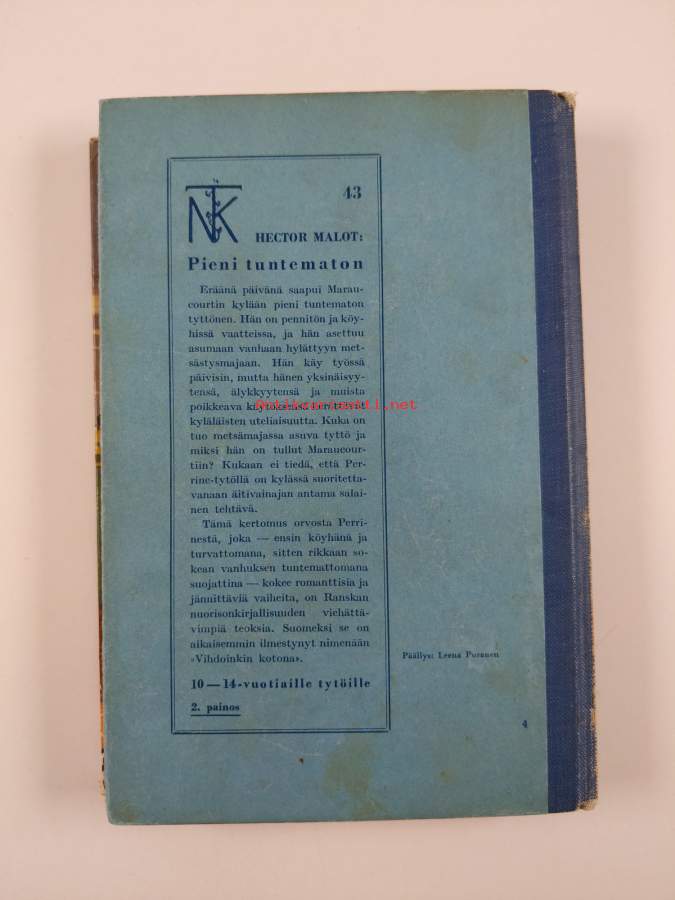 NTK
43
HECTOR MALOT:
Pieni tuntematon
Eräänä päivänä saapui Marau-
courtin kylään pieni tuntematon
tyttönen. Hän on pennitön ja köy-
hissä vaatteissa, ja hän asettuu
asumaan vanhaan hylättyyn met-
sästysmajaan. Hän käy työssä
päivisin, mutta hänen yksinäisyy-
tensä, älykkyytensä ja muista
poikkeava
kyläläisten uteliaisuutta. Kuka on
tuo metsämajassa asuva tyttö ja
miksi hän on tullut Maraucour-
tiin? Kukaan ei tiedä, että Per-
rine-tytöllä on kylässä suoritetta-
vanaan äitivainajan antama salai-
nen tehtävä.
Tämä kertomus orvosta Perri-
nestä, joka — ensin köyhänä ja
turvattomana, sitten rikkaan so-
kean vanhuksen tuntemattomana
suojattina — kokee romanttisia ja
jännittäviä vaiheita, on Ranskan
nuorisonkirjallisuuden viehättä-
vimpiä teoksia. Suomeksi se on
aikaisemmin ilmestynyt nimenään
»Vihdoinkin kotona».
10—14-vuotiaille tytöille
2. painos
Päällys: Leena Puranen
4
Antikvariaatti.net